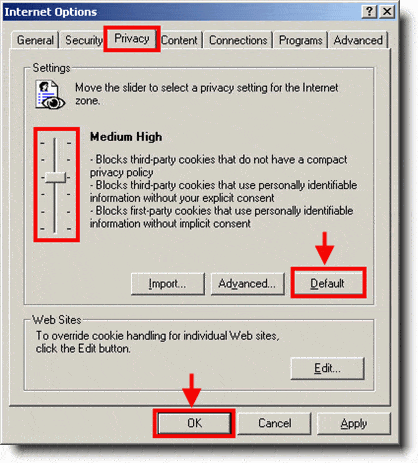 Internet Options
General Security Privacy Content Connections Programs Advanced
Settings
Move the slider to select a privacy setting for the Internet
zone.
Medium High
- Blocks third-party cookies that do not have a compact
privacy policy
- Blocks third-party cookies that use personally identifiable
information without your explicit consent
- Blocks first-party cookies that use personally identifiable
information without implicit consent
Import... Advanced... Default
Web Sites
To override cookie handling for individual Web sites,
click the Edit button.
Edit...
OK Cancel Apply